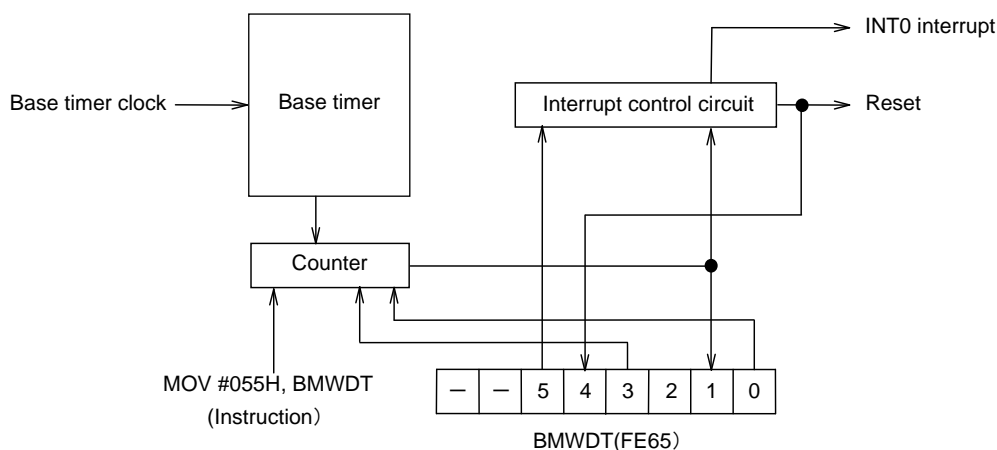 INT0 interrupt
Base timer clock
Base timer
Interrupt control circuit
Reset
Counter
MOV #055H, BMWDT
(Instruction）
－ － 5 4 3 2 1 0
BMWDT(FE65）